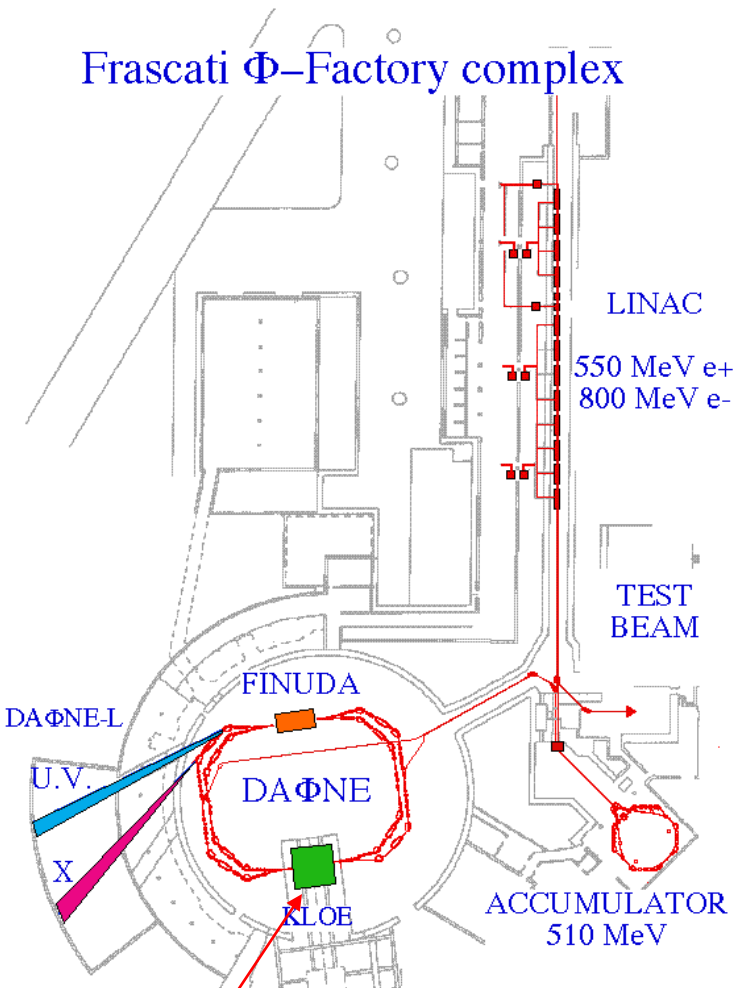 Frascati Φ–Factory complex
LINAC
550 MeV e+
800 MeV e-
TEST
BEAM
FINUDA
DAΦNE-L
U.V.
DAΦNE
X
KLOE
ACCUMULATOR
510 MeV